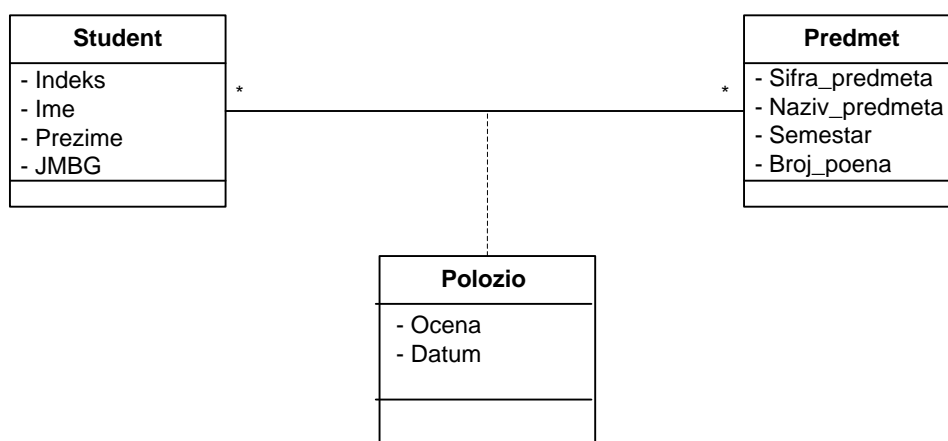 Student
- Indeks
- Ime
- Prezime
- JMBG
*
*
Predmet
- Sifra_predmeta
- Naziv_predmeta
- Semestar
- Broj_poena
Polozio
- Ocena
- Datum